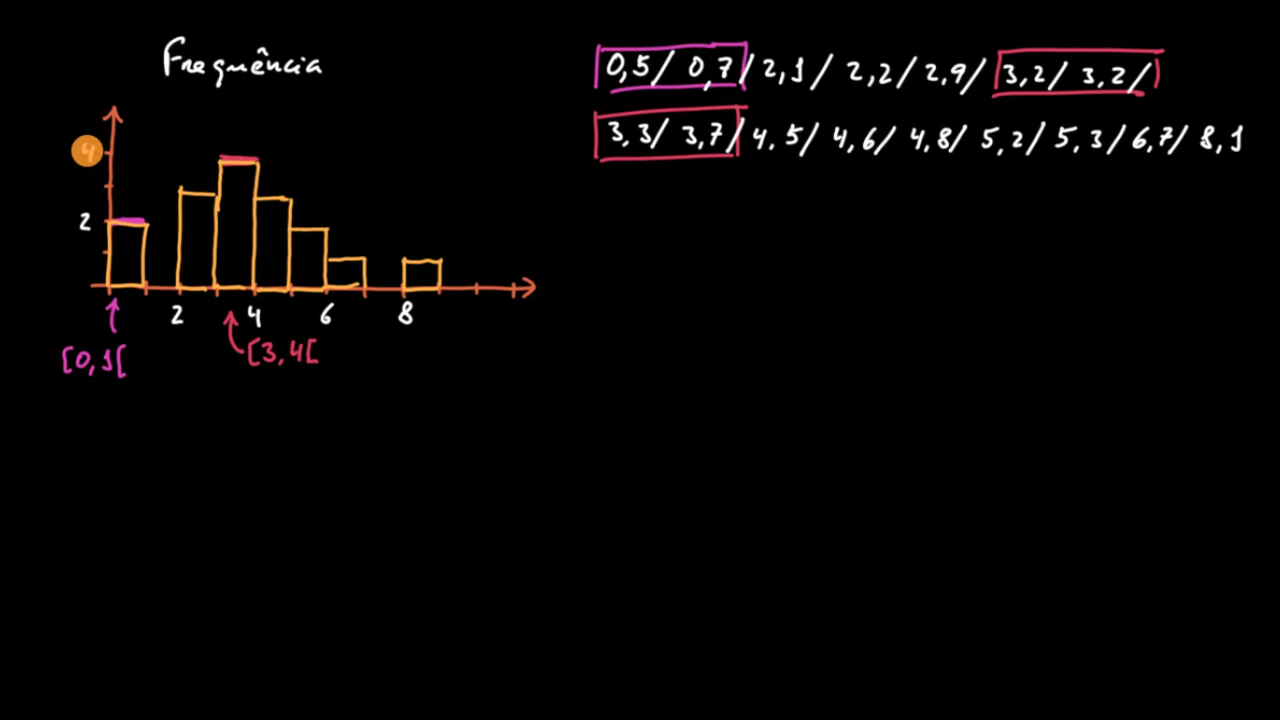 Frequência
0,5/ 0,7/ 2,1/ 2,2/ 2,9/ 3,2/ 3,2/
3,3/ 3,7/ 4,5/ 4,6/ 4,8/ 5,2/ 5,3/ 6,7/ 8,1
4
2
2 4 6 8
[0,1[
[3,4[